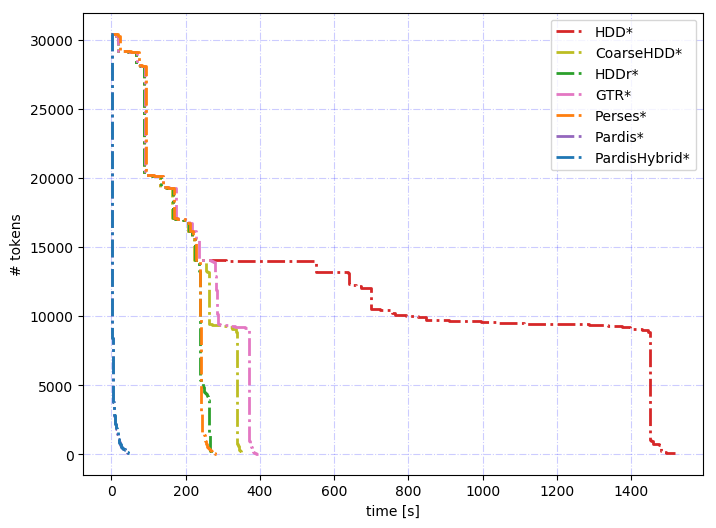 HDD*
CoarseHDD*
HDDr*
GTR*
Perses*
Pardis*
PardisHybrid*
# tokens
30000
25000
20000
15000
10000
5000
0
0 200 400 600 800 1000 1200 1400
time [s]